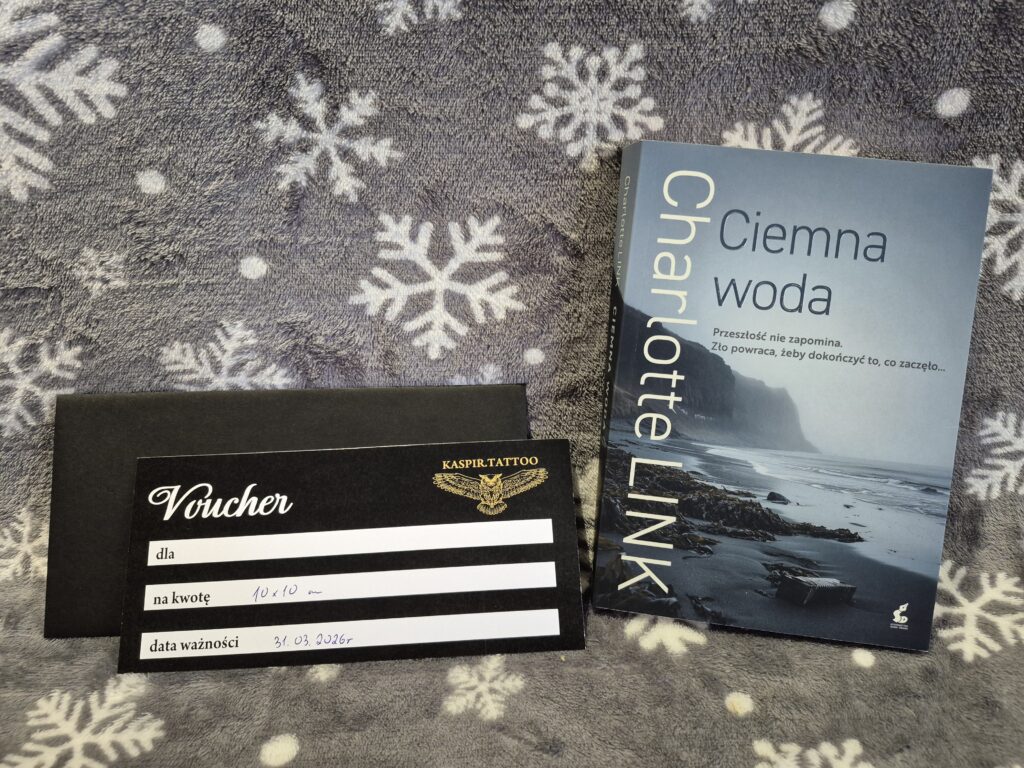 KASPIR.TATTOO
Voucher
dla
na kwotę 10 x 10 cm
data ważności 31. 03. 2026r
Charlotte LINK
Ciemna
woda
Przeszłość nie zapomina.
Zło powraca, żeby dokończyć to, co zaczęło...
Charlotte LINK CIEMNA WODA